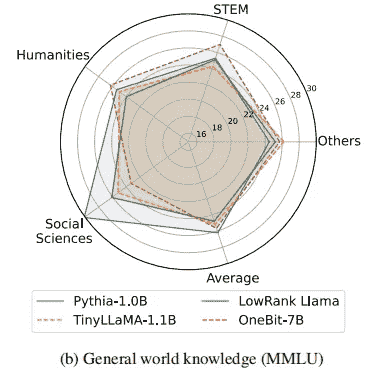 STEM
Humanities
16 18 20 22 24 26 28 30
Others
Social
Sciences
Average
Pythia-1.0B LowRank Llama
TinyLLaMA-1.1B OneBit-7B
(b) General world knowledge (MMLU)